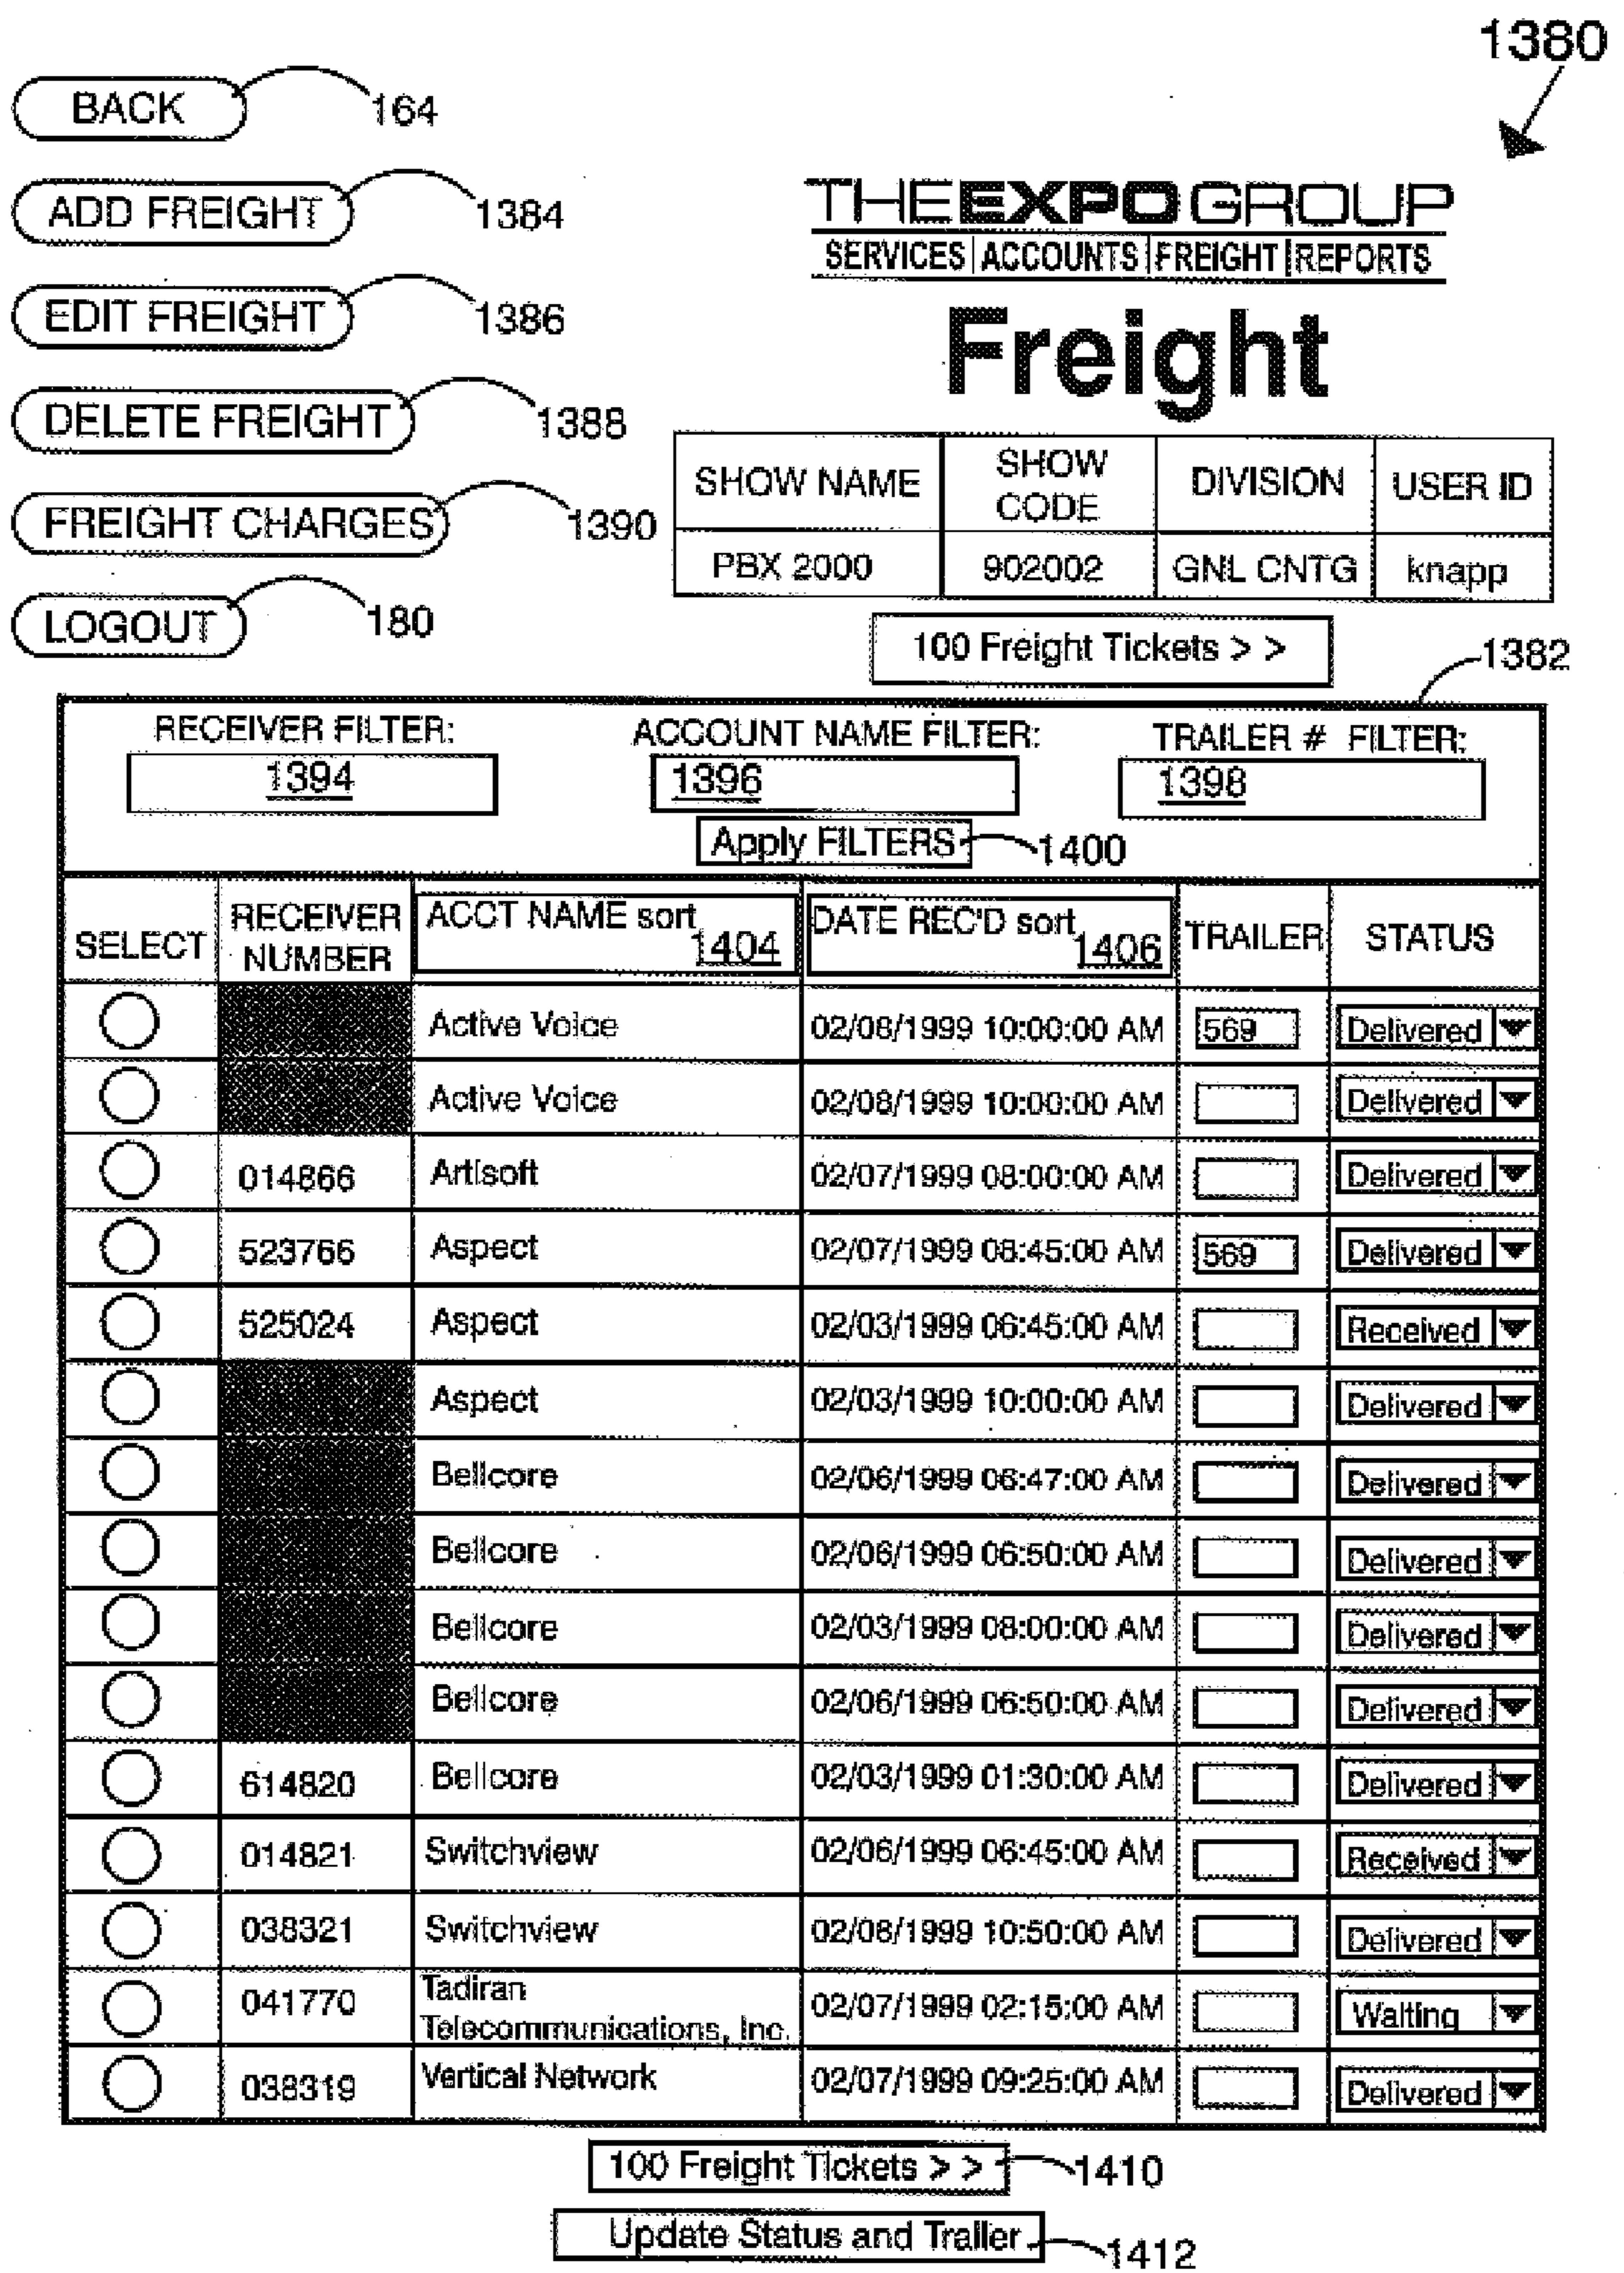 1380
BACK 164
ADD FREIGHT 1384
THE EXPO GROUP
SERVICES ACCOUNTS FREIGHT REPORTS
EDIT FREIGHT 1386
Freight
DELETE FREIGHT 1388
SHOW NAME SHOW CODE DIVISION USER ID
FREIGHT CHARGES 1390
PBX 2000 902002 GNL CNTG knapp
LOGOUT 180
100 Freight Tickets > >
1382
RECEIVER FILTER: ACCOUNT NAME FILTER: TRAILER # FILTER:
1394 1396 1398
Apply FILTERS 1400
SELECT RECEIVER NUMBER ACCT NAME sort 1404 DATE REC'D sort 1406 TRAILER STATUS
Active Voice 02/08/1999 10:00:00 AM 569 Delivered
Active Voice 02/08/1999 10:00:00 AM Delivered
014866 Artisoft 02/07/1999 08:00:00 AM Delivered
523766 Aspect 02/07/1999 08:45:00 AM 569 Delivered
525024 Aspect 02/03/1999 06:45:00 AM Received
Aspect 02/03/1999 10:00:00 AM Delivered
Bellcore 02/06/1999 06:47:00 AM Delivered
Bellcore 02/06/1999 06:50:00 AM Delivered
Bellcore 02/03/1999 08:00:00 AM Delivered
Bellcore 02/06/1999 06:50:00 AM Delivered
614820 Bellcore 02/03/1999 01:30:00 AM Delivered
014821 Switchview 02/06/1999 06:45:00 AM Received
038321 Switchview 02/08/1999 10:50:00 AM Delivered
041770 Tadiran Telecommunications, Inc. 02/07/1999 02:15:00 AM Waiting
038319 Vertical Network 02/07/1999 09:25:00 AM Delivered
100 Freight Tickets > > 1410
Update Status and Trailer 1412